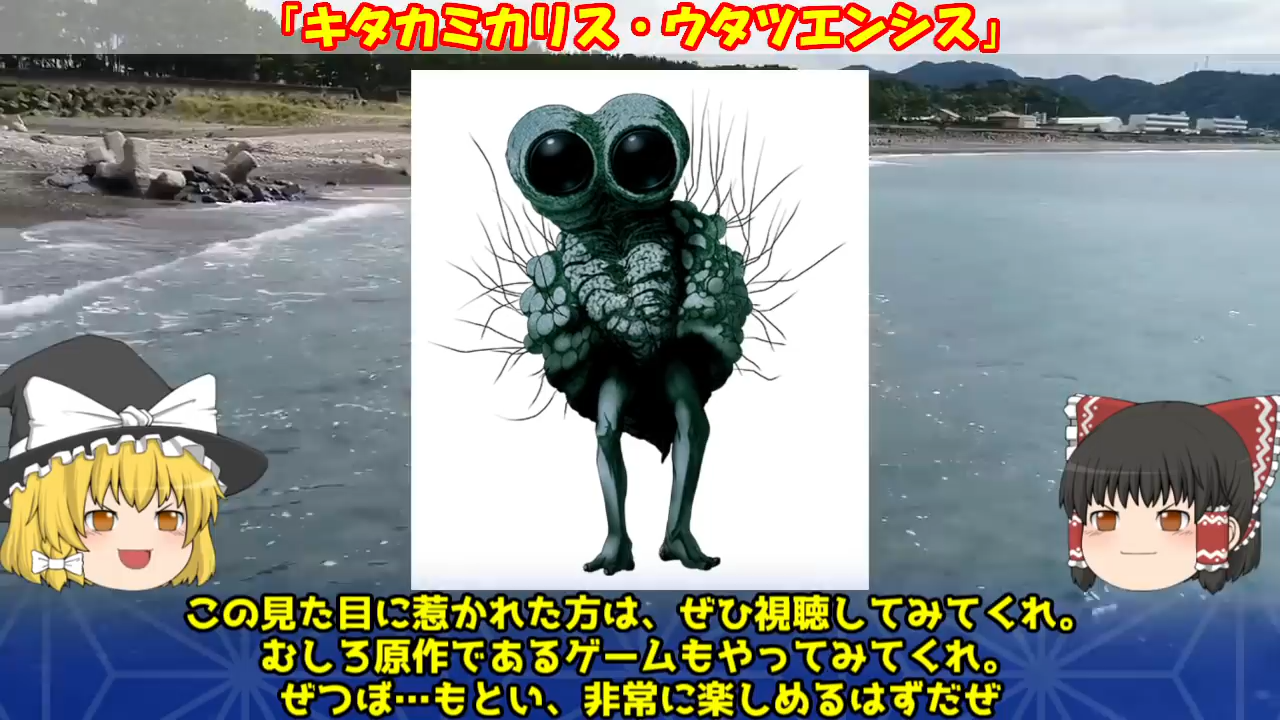 「キタカミカリス・ウタツエンシス」
この見た目に惹かれた方は、ぜひ視聴してみてくれ。
むしろ原作であるゲームもやってみてくれ。
ぜつぼ…もとい、非常に楽しめるはずだぜ